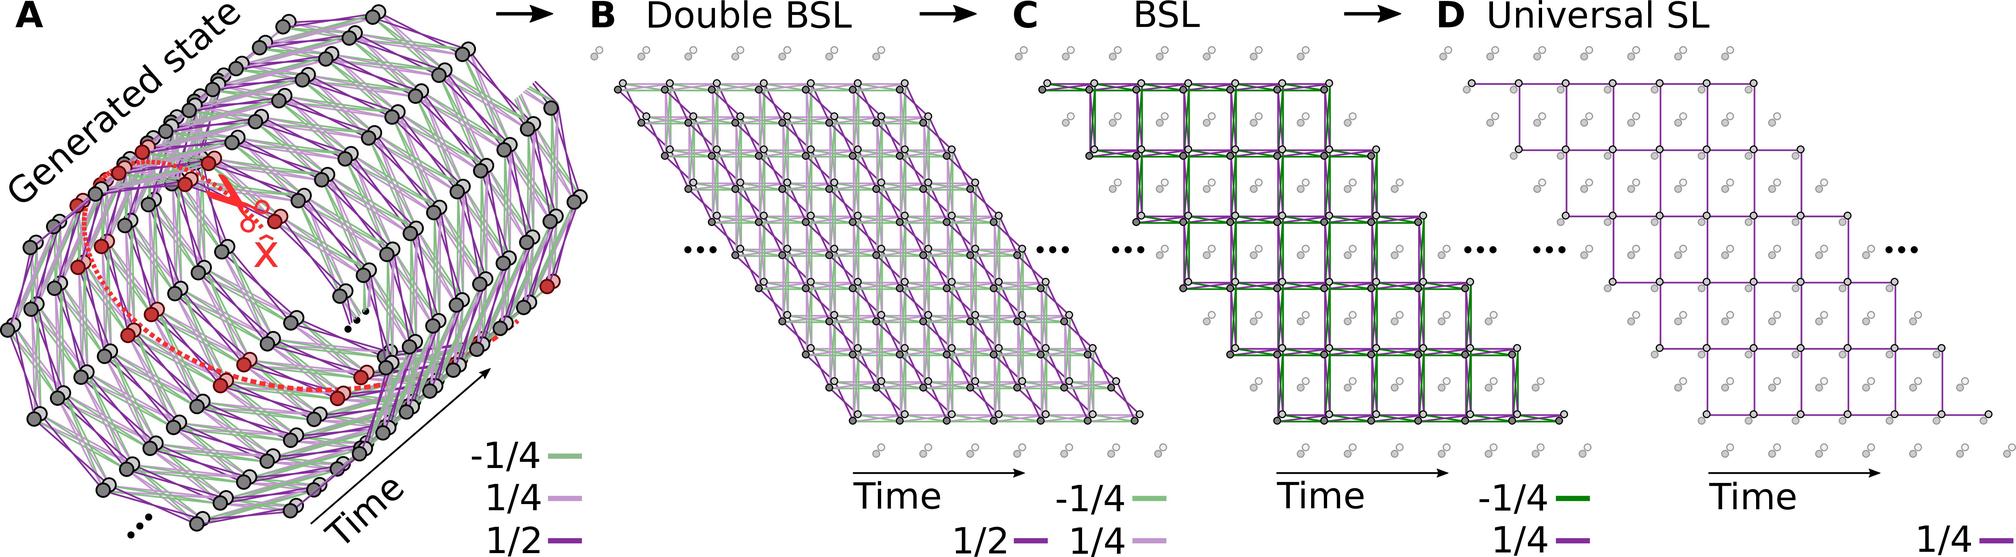 A
Generated state
x̂
Time
-1/4
1/4
1/2
B Double BSL
Time
-1/4
1/2 1/4
C BSL
Time
-1/4
1/4
D Universal SL
Time
1/4